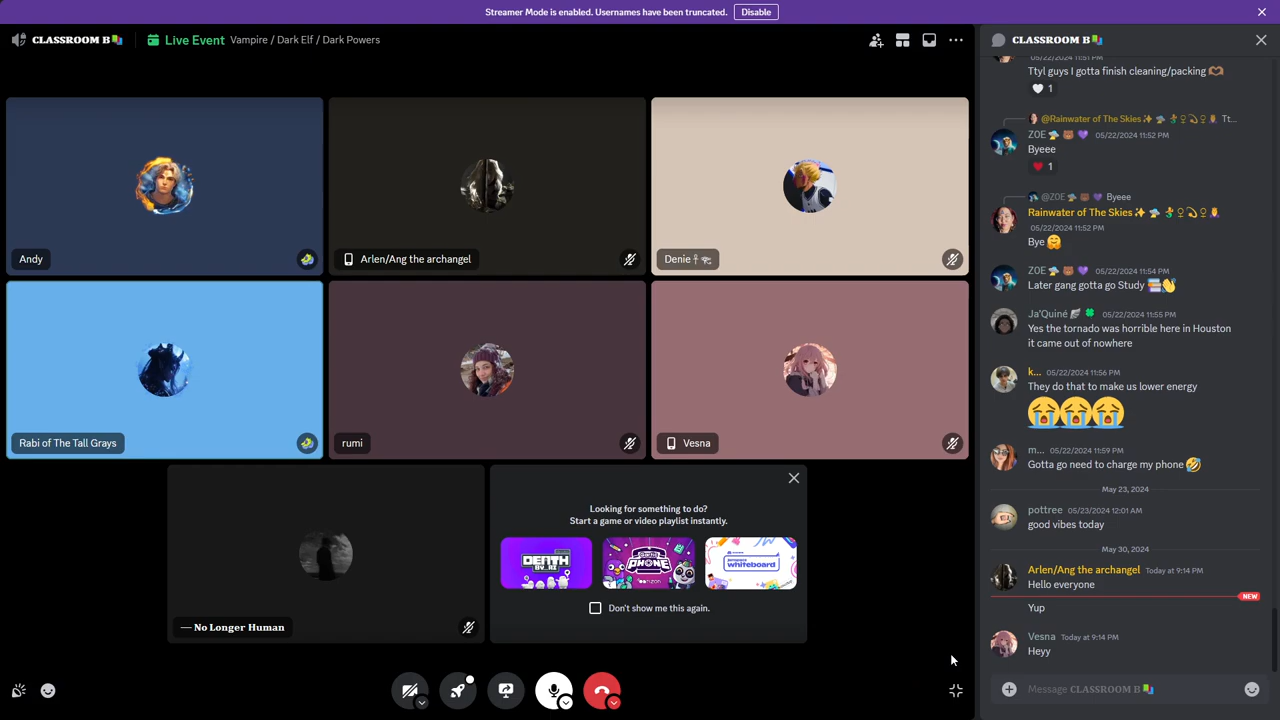 Streamer Mode is enabled. Usernames have been truncated. Disable
CLASSROOM B Live Event Vampire / Dark Elf / Dark Powers
Andy
Arlen/Ang the archangel
Denie
Rabi of The Tall Grays
rumi
Vesna
— No Longer Human
Looking for something to do?
Start a game or video playlist instantly.
whiteboard
Don't show me this again.
CLASSROOM B
05/22/2024 11:51 PM
Ttyl guys I gotta finish cleaning/packing 🫶🏽
🤍 1
@Rainwater of The Skies Tt...
ZOE 05/22/2024 11:52 PM
Byeee
❤️ 1
@ZOE Byeee
Rainwater of The Skies
05/22/2024 11:52 PM
Bye 🤗
ZOE 05/22/2024 11:54 PM
Later gang gotta go Study 📚👋
Ja'Quiné 05/22/2024 11:55 PM
Yes the tornado was horrible here in Houston
it came out of nowhere
k... 05/22/2024 11:56 PM
They do that to make us lower energy
😭😭😭
m... 05/22/2024 11:59 PM
Gotta go need to charge my phone 🤣
May 23, 2024
pottree 05/23/2024 12:01 AM
good vibes today
May 30, 2024
Arlen/Ang the archangel Today at 9:14 PM
Hello everyone
NEW
Yup
Vesna Today at 9:14 PM
Heyy
Message CLASSROOM B